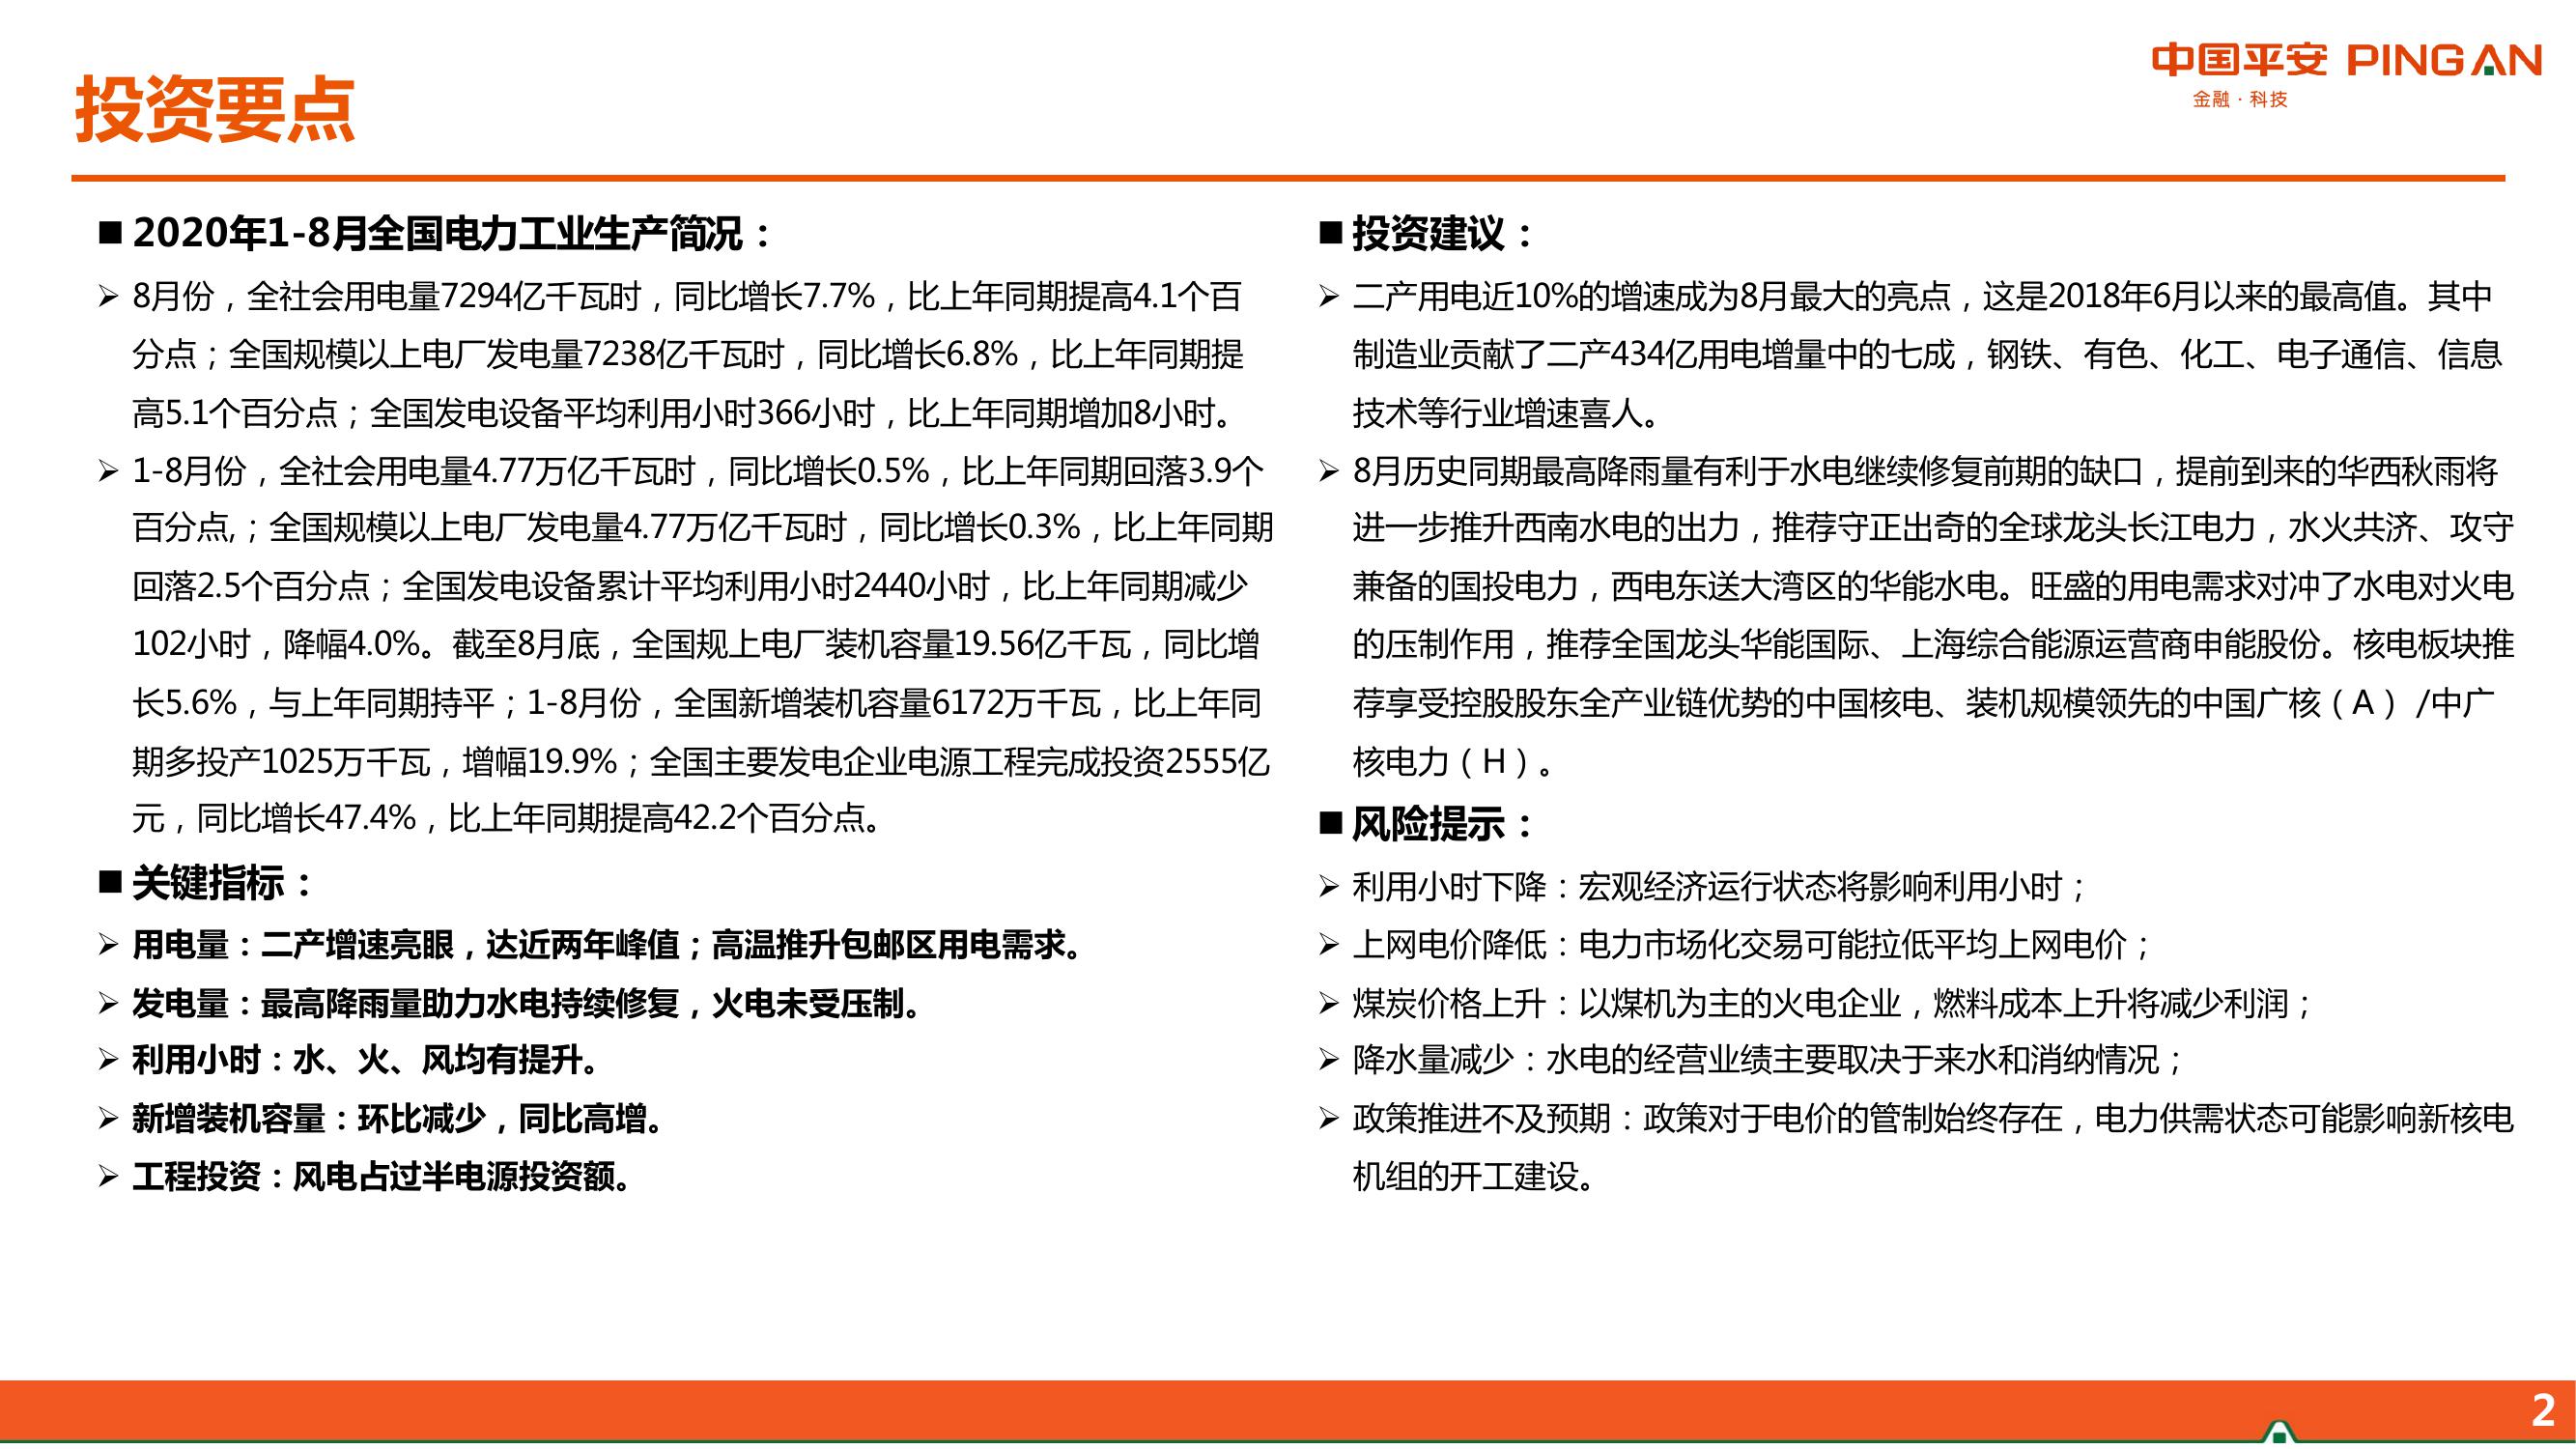 中国平安 PINGAN
金融·科技
投资要点
■ 2020年1-8月全国电力工业生产简况：
➢ 8月份，全社会用电量7294亿千瓦时，同比增长7.7%，比上年同期提高4.1个百
分点；全国规模以上电厂发电量7238亿千瓦时，同比增长6.8%，比上年同期提
高5.1个百分点；全国发电设备平均利用小时366小时，比上年同期增加8小时。
➢ 1-8月份，全社会用电量4.77万亿千瓦时，同比增长0.5%，比上年同期回落3.9个
百分点,；全国规模以上电厂发电量4.77万亿千瓦时，同比增长0.3%，比上年同期
回落2.5个百分点；全国发电设备累计平均利用小时2440小时，比上年同期减少
102小时，降幅4.0%。截至8月底，全国规上电厂装机容量19.56亿千瓦，同比增
长5.6%，与上年同期持平；1-8月份，全国新增装机容量6172万千瓦，比上年同
期多投产1025万千瓦，增幅19.9%；全国主要发电企业电源工程完成投资2555亿
元，同比增长47.4%，比上年同期提高42.2个百分点。
■ 关键指标：
➢ 用电量：二产增速亮眼，达近两年峰值；高温推升包邮区用电需求。
➢ 发电量：最高降雨量助力水电持续修复，火电未受压制。
➢ 利用小时：水、火、风均有提升。
➢ 新增装机容量：环比减少，同比高增。
➢ 工程投资：风电占过半电源投资额。
■ 投资建议：
➢ 二产用电近10%的增速成为8月最大的亮点，这是2018年6月以来的最高值。其中
制造业贡献了二产434亿用电增量中的七成，钢铁、有色、化工、电子通信、信息
技术等行业增速喜人。
➢ 8月历史同期最高降雨量有利于水电继续修复前期的缺口，提前到来的华西秋雨将
进一步推升西南水电的出力，推荐守正出奇的全球龙头长江电力，水火共济、攻守
兼备的国投电力，西电东送大湾区的华能水电。旺盛的用电需求对冲了水电对火电
的压制作用，推荐全国龙头华能国际、上海综合能源运营商申能股份。核电板块推
荐享受控股股东全产业链优势的中国核电、装机规模领先的中国广核（A）/中广
核电力（H）。
■ 风险提示：
➢ 利用小时下降：宏观经济运行状态将影响利用小时；
➢ 上网电价降低：电力市场化交易可能拉低平均上网电价；
➢ 煤炭价格上升：以煤机为主的火电企业，燃料成本上升将减少利润；
➢ 降水量减少：水电的经营业绩主要取决于来水和消纳情况；
➢ 政策推进不及预期：政策对于电价的管制始终存在，电力供需状态可能影响新核电
机组的开工建设。
2